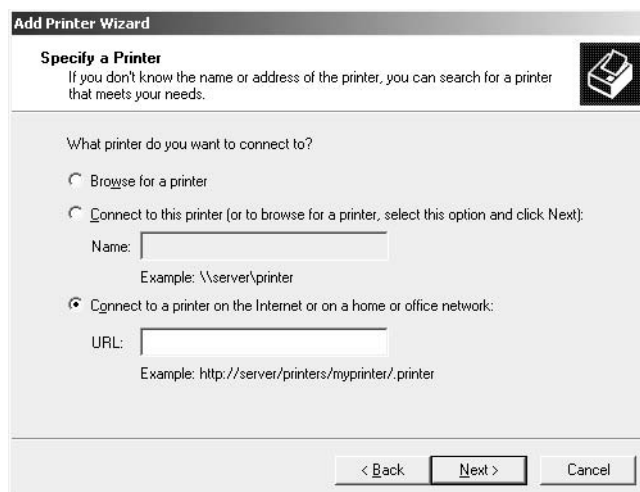 Add Printer Wizard
Specify a Printer
If you don't know the name or address of the printer, you can search for a printer
that meets your needs.
What printer do you want to connect to?
Browse for a printer
Connect to this printer (or to browse for a printer, select this option and click Next):
Name:
Example: \\server\printer
Connect to a printer on the Internet or on a home or office network:
URL:
Example: http://server/printers/myprinter/.printer
< Back Next > Cancel